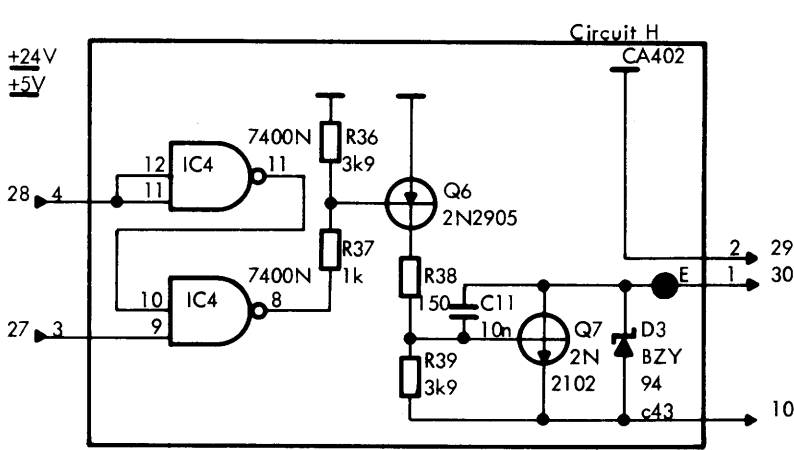 Circuit H
+24V
+5V
CA402
7400N
R36
3k9
12
11
IC4
11
28
4
Q6
2N2905
R37
1k
2
29
7400N
R38
150
E
1
30
10
9
IC4
8
C11
10n
27
3
Q7
2N
2102
D3
BZY
94
c43
R39
3k9
10